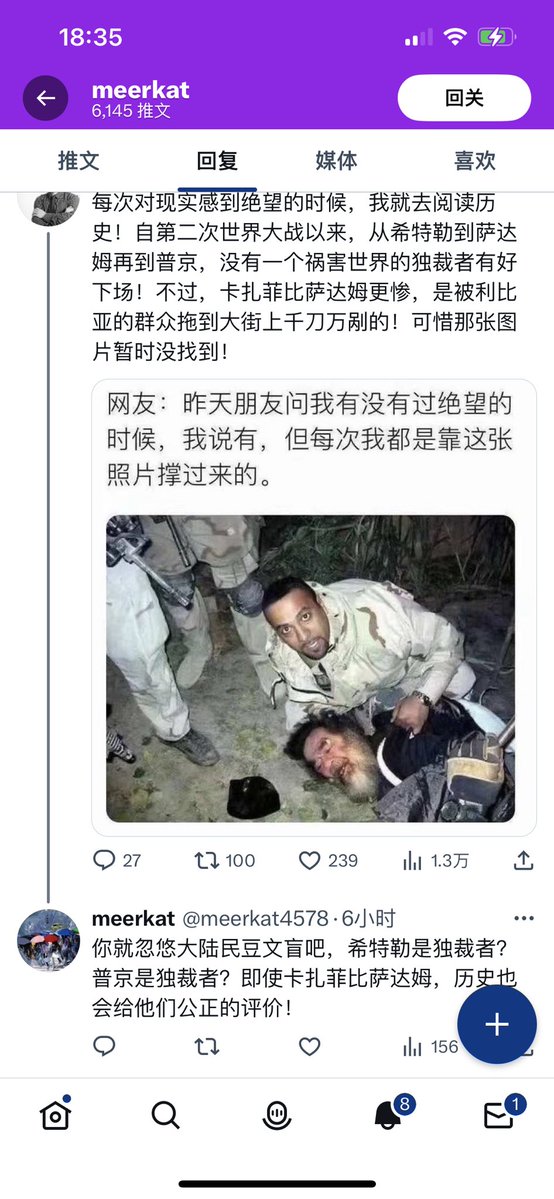 18:35
meerkat
6,145 推文
回关
推文
回复
媒体
喜欢
每次对现实感到绝望的时候，我就去阅读历
史！自第二次世界大战以来，从希特勒到萨达
姆再到普京，没有一个祸害世界的独裁者有好
下场！不过，卡扎菲比萨达姆更惨，是被利比
亚的群众拖到大街上千刀万剐的！可惜那张图
片暂时没找到！
网友：昨天朋友问我有没有过绝望的
时候，我说有，但每次我都是靠这张
照片撑过来的。
27
100
239
1.3万
meerkat @meerkat4578·6小时
你就忽悠大陆民豆文盲吧，希特勒是独裁者？
普京是独裁者？即使卡扎菲比萨达姆，历史也
会给他们公正的评价！
156
8
1